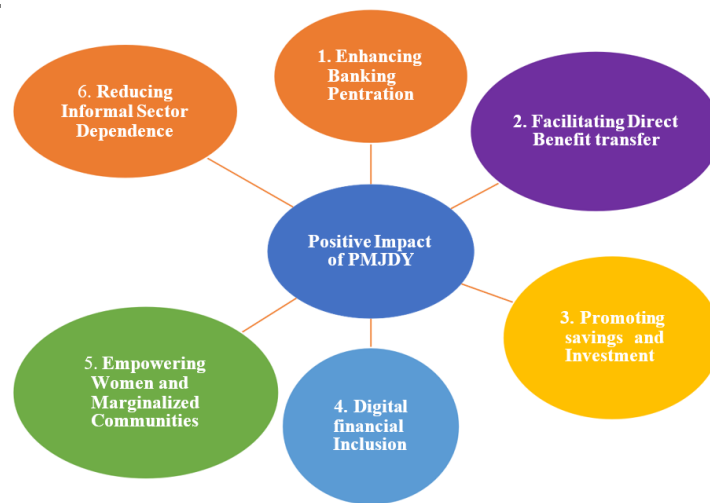 Positive Impact
of PMJDY
1. Enhancing
Banking
Pentration
2. Facilitating Direct
Benefit transfer
3. Promoting
savings and
Investment
4. Digital
financial
Inclusion
5. Empowering
Women and
Marginalized
Communities
6. Reducing
Informal Sector
Dependence